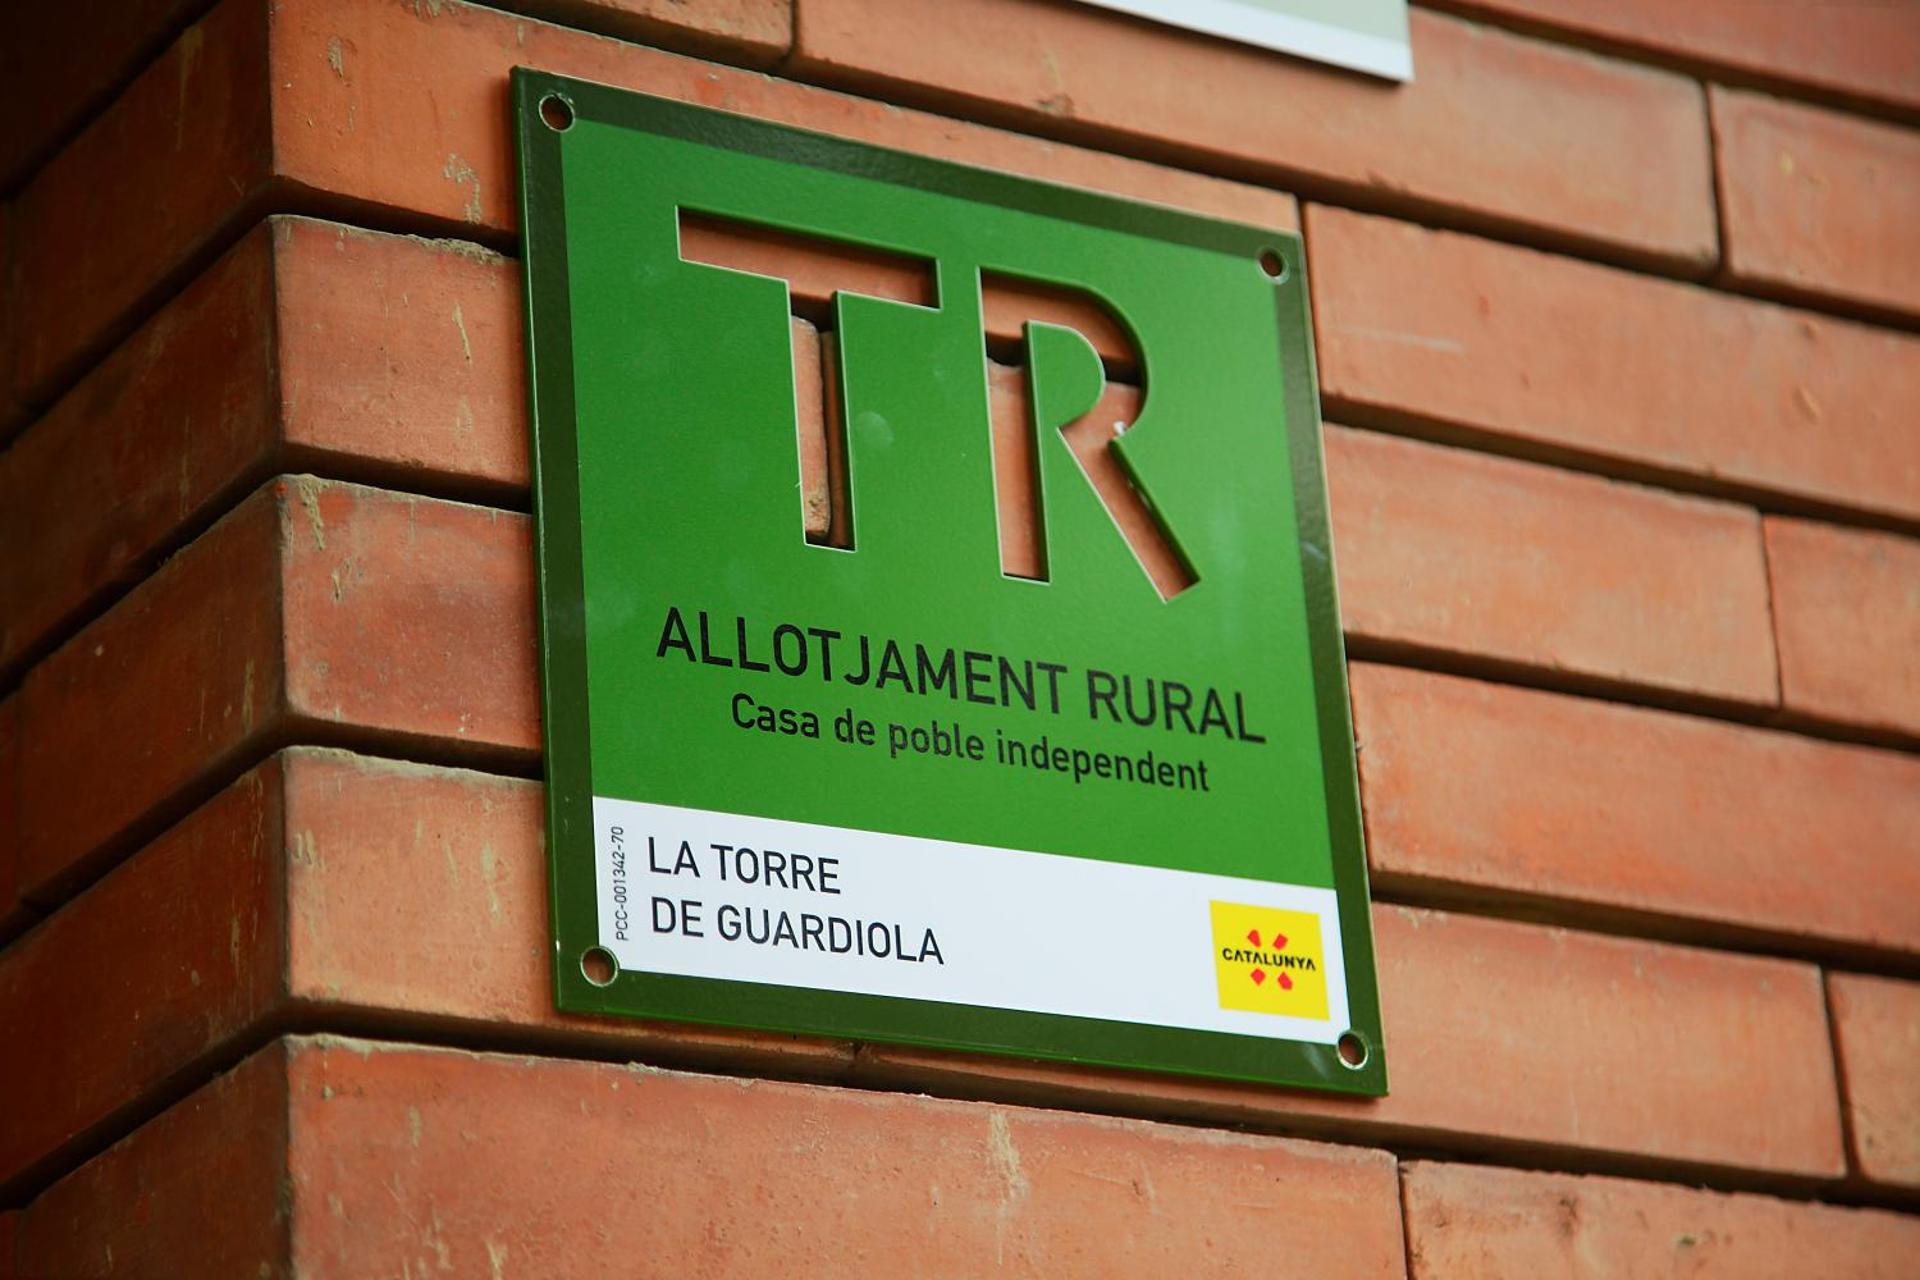 TR
ALLOTJAMENT RURAL
Casa de poble independent
PCC-001342-70
LA TORRE
DE GUARDIOLA
CATALUNYA